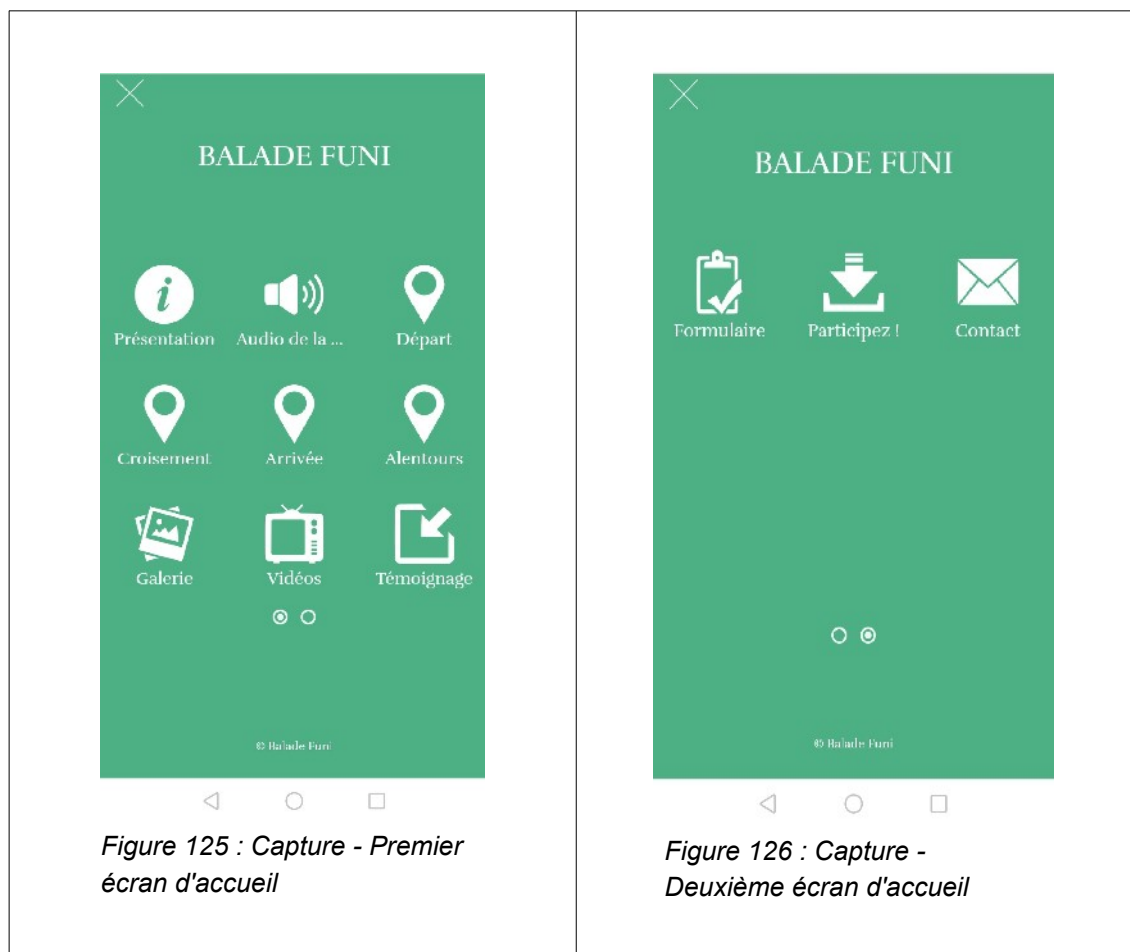 BALADE FUNI
Présentation Audio de la ... Départ
Croisement Arrivée Alentours
Galerie Vidéos Témoignage
© Balade Funi
Figure 125 : Capture - Premier
écran d'accueil
BALADE FUNI
Formulaire Participez ! Contact
© Balade Funi
Figure 126 : Capture -
Deuxième écran d'accueil